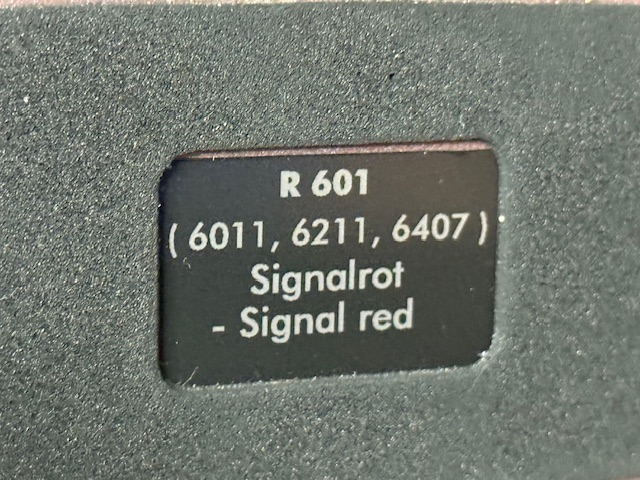 R 601
( 6011, 6211, 6407 )
Signalrot
- Signal red